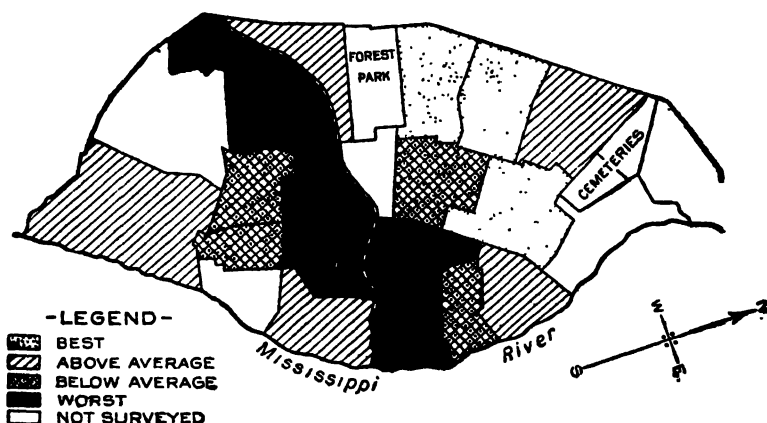 FOREST
PARK
CEMETERIES
-LEGEND-
BEST
ABOVE AVERAGE
BELOW AVERAGE
WORST
NOT SURVEYED
Mississippi River
W.
N.
S
E.